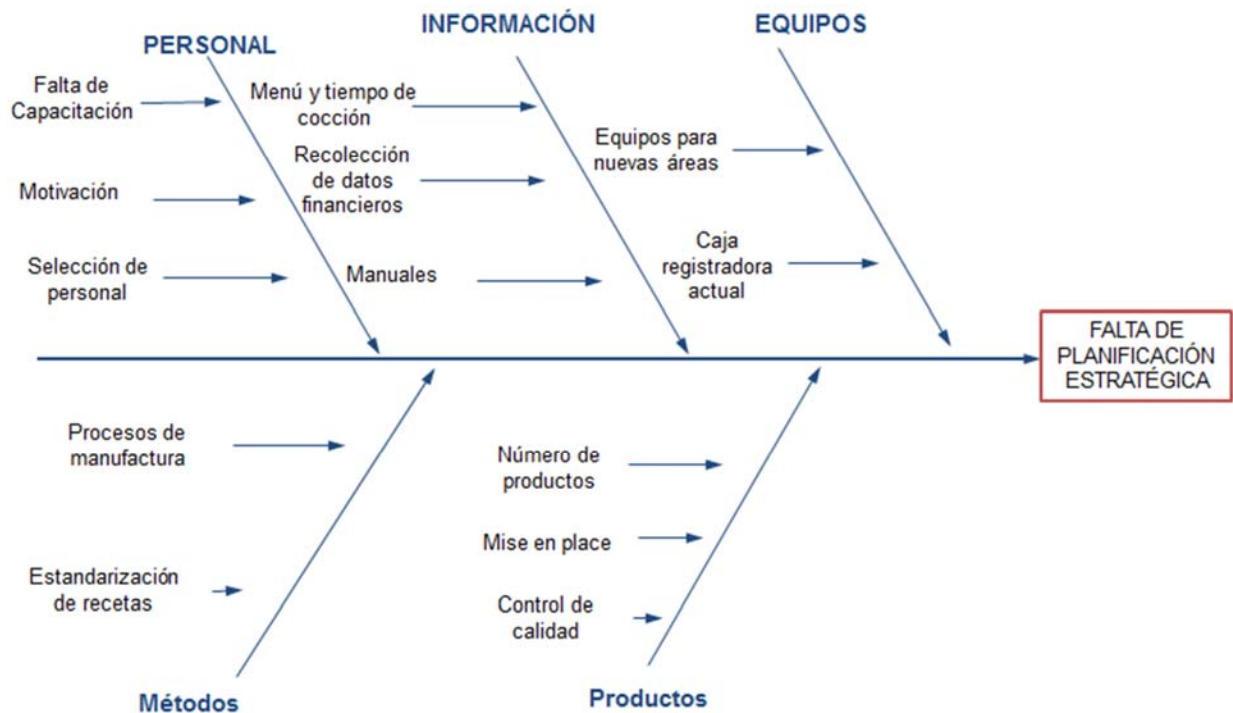 PERSONAL
INFORMACIÓN
EQUIPOS
Falta de
Capacitación
Motivación
Selección de
personal
Menú y tiempo de
cocción
Recolección
de datos
financieros
Manuales
Equipos para
nuevas áreas
Caja
registradora
actual
FALTA DE
PLANIFICACIÓN
ESTRATÉGICA
Procesos de
manufactura
Estandarización
de recetas
Número de
productos
Mise en place
Control de
calidad
Métodos
Productos